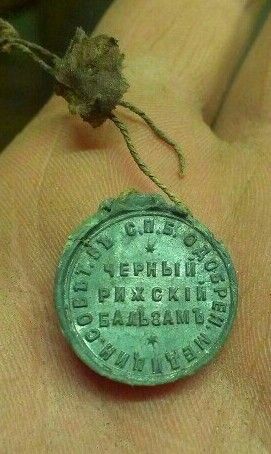 ОДОБРЕН. МЕДИЦИН. СОВѢТ. ВЪ С.П.Б.
ЧЕРНЫЙ
РИЖСКІЙ
БАЛЬЗАМЪ